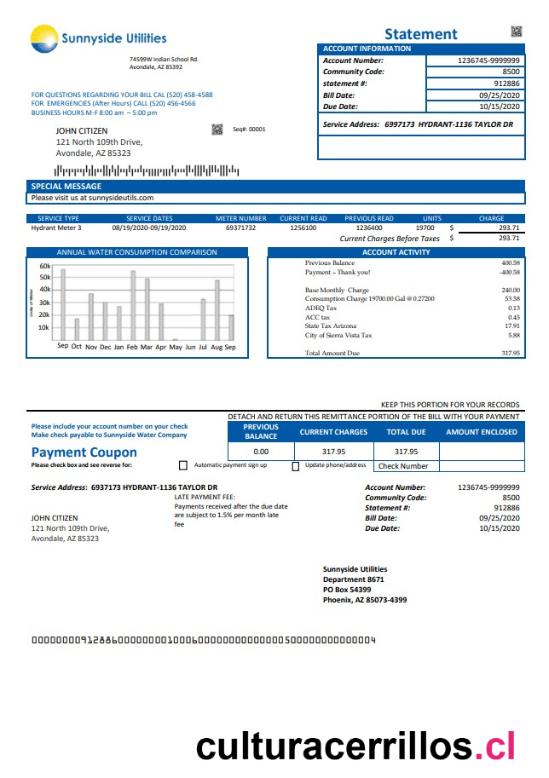 Sunnyside Utilities
74599W Indian School Rd.
Avondale, AZ 85392
Statement
ACCOUNT INFORMATION
Account Number: 1236745-9999999
Community Code: 8500
statement #: 912886
Bill Date: 09/25/2020
Due Date: 10/15/2020
Service Address: 6997173 HYDRANT-1136 TAYLOR DR
FOR QUESTIONS REGARDING YOUR BILL CAL (520) 458-4588
FOR EMERGENCIES (After Hours) CALL (520) 456-4566
BUSINESS HOURS M-F 8:00 am – 5:00 pm
JOHN CITIZEN
Seq#: 00001
121 North 109th Drive,
Avondale, AZ 85323
SPECIAL MESSAGE
Please visit us at sunnysideutils.com
SERVICE TYPE SERVICE DATES METER NUMBER CURRENT READ PREVIOUS READ UNITS CHARGE
Hydrant Meter 3 08/19/2020-09/19/2020 69371732 1256100 1236400 19700 $ 293.71
Current Charges Before Taxes $ 293.71
ANNUAL WATER CONSUMPTION COMPARISON
60k
50k
40k
30k
20k
10k
Sep Oct Nov Dec Jan Feb Mar Apr May Jun Jul Aug Sep
ACCOUNT ACTIVITY
Previous Balance 400.58
Payment – Thank you! -400.58
Base Monthly Charge 240.00
Consumption Charge 19700.00 Gal @ 0.27200 53.58
ADEQ Tax 0.13
ACC tax 0.45
State Tax Arizona 17.91
City of Sierra Vista Tax 5.88
Total Amount Due 317.95
KEEP THIS PORTION FOR YOUR RECORDS
DETACH AND RETURN THIS REMITTANCE PORTION OF THE BILL WITH YOUR PAYMENT
Please include your account number on your check
Make check payable to Sunnyside Water Company
Payment Coupon
Please check box and see reverse for:
Automatic payment sign up
Update phone/address
PREVIOUS BALANCE CURRENT CHARGES TOTAL DUE AMOUNT ENCLOSED
0.00 317.95 317.95
Check Number
Service Address: 6937173 HYDRANT-1136 TAYLOR DR
LATE PAYMENT FEE:
Payments received after the due date
are subject to 1.5% per month late
fee
JOHN CITIZEN
121 North 109th Drive,
Avondale, AZ 85323
Account Number: 1236745-9999999
Community Code: 8500
Statement #: 912886
Bill Date: 09/25/2020
Due Date: 10/15/2020
Sunnyside Utilities
Department 8671
PO Box 54399
Phoenix, AZ 85073-4399
culturacerrillos.cl